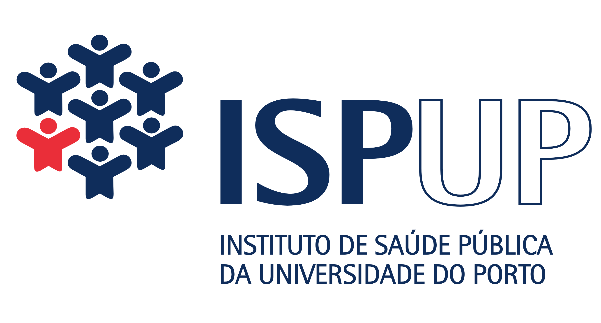 ISPUP
INSTITUTO DE SAÚDE PÚBLICA
DA UNIVERSIDADE DO PORTO